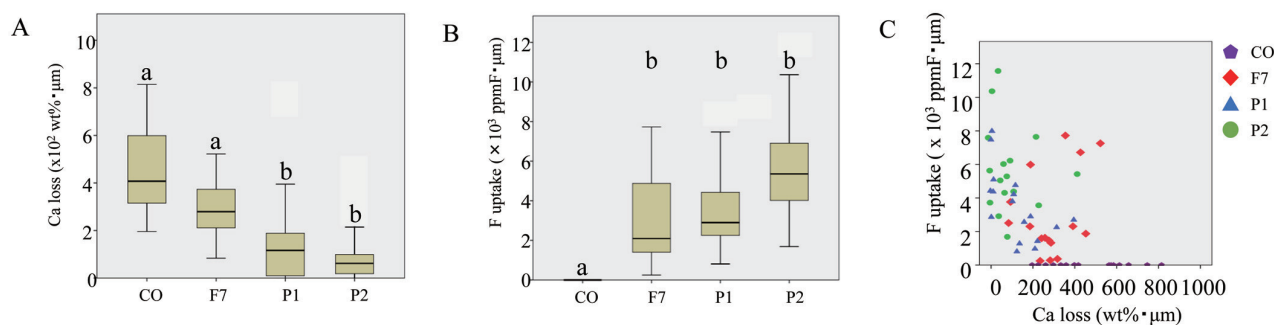 A
Ca loss (x10² wt%・μm)
10
8
6
4
2
0
a
a
b
b
CO
F7
P1
P2
B
F uptake (× 10³ ppmF・μm)
12
10
8
6
4
2
0
a
b
b
b
CO
F7
P1
P2
C
F uptake ( x 10³ ppmF・μm)
12
10
8
6
4
2
0
0 200 400 600 800 1000
Ca loss (wt%・μm)
CO
F7
P1
P2